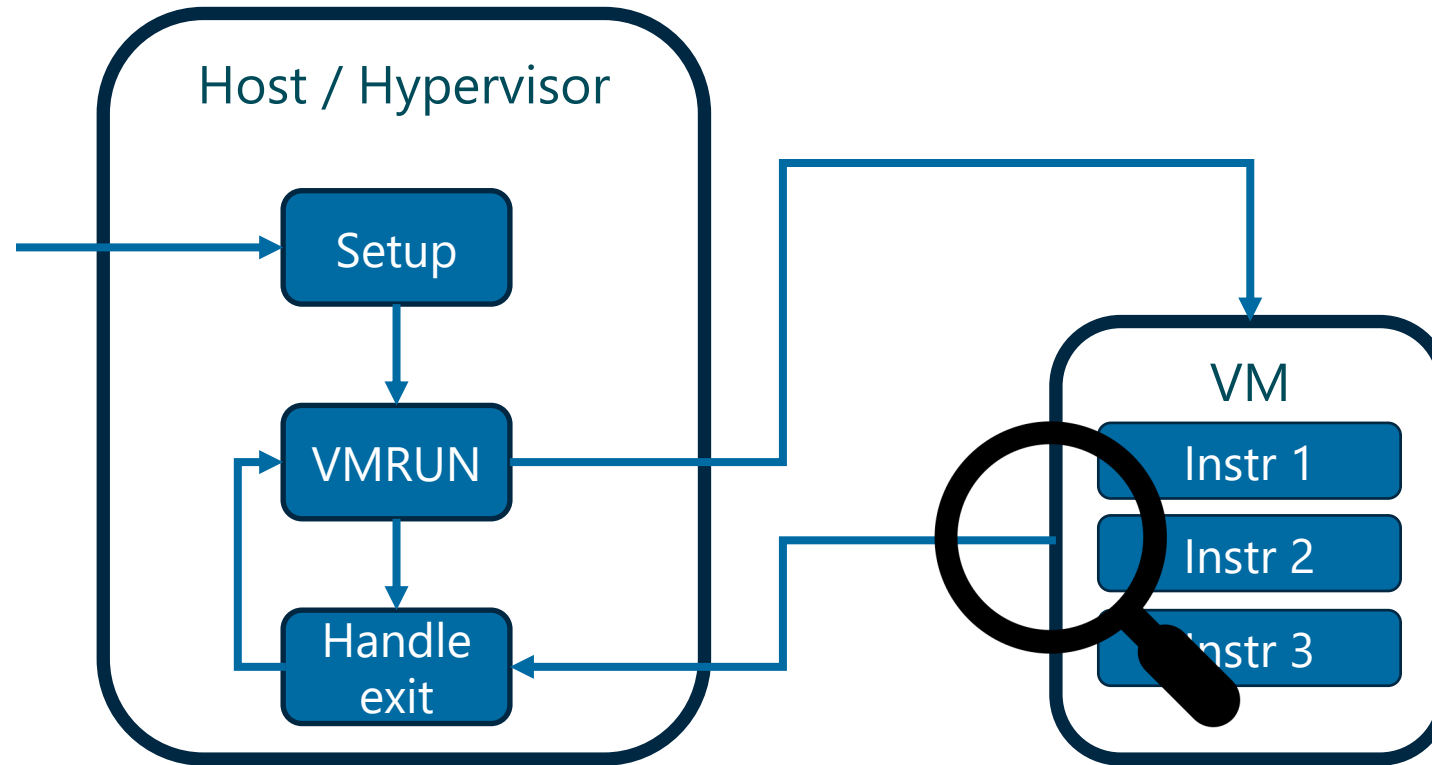 Host / Hypervisor
Setup
VMRUN
Handle
exit
VM
Instr 1
Instr 2
Instr 3